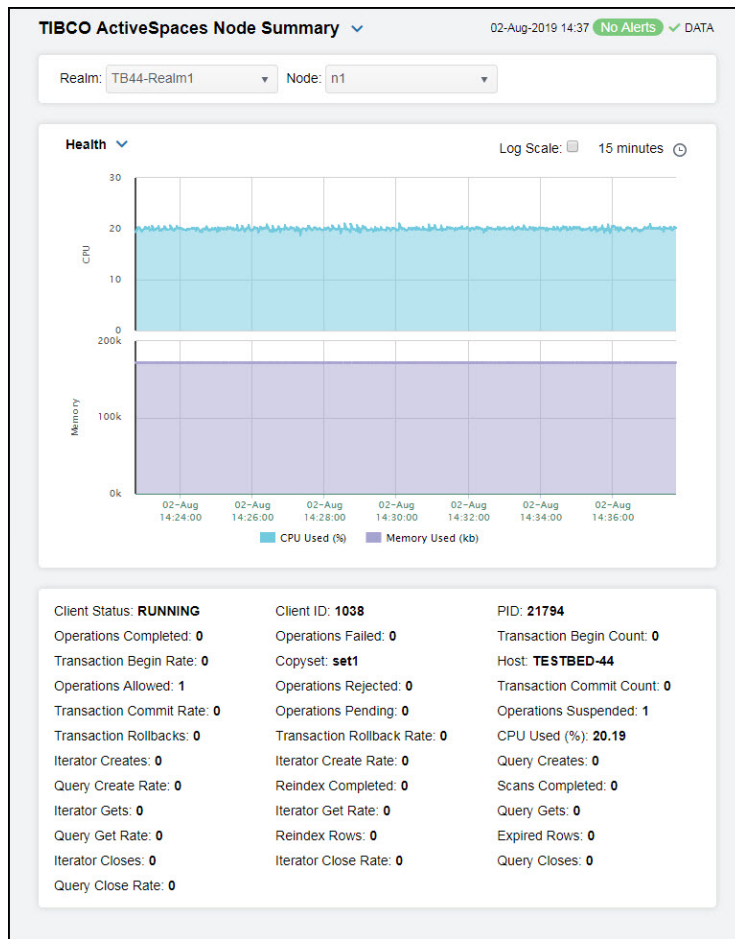 TIBCO ActiveSpaces Node Summary 02-Aug-2019 14:37 No Alerts DATA
Realm: TB44-Realm1 Node: n1
Health Log Scale: 15 minutes
30
20
CPU
10
0
200k
Memory
100k
0k
02-Aug 02-Aug 02-Aug 02-Aug 02-Aug 02-Aug 02-Aug
14:24:00 14:26:00 14:28:00 14:30:00 14:32:00 14:34:00 14:36:00
CPU Used (%) Memory Used (kb)
Client Status: RUNNING Client ID: 1038 PID: 21794
Operations Completed: 0 Operations Failed: 0 Transaction Begin Count: 0
Transaction Begin Rate: 0 Copyset: set1 Host: TESTBED-44
Operations Allowed: 1 Operations Rejected: 0 Transaction Commit Count: 0
Transaction Commit Rate: 0 Operations Pending: 0 Operations Suspended: 1
Transaction Rollbacks: 0 Transaction Rollback Rate: 0 CPU Used (%): 20.19
Iterator Creates: 0 Iterator Create Rate: 0 Query Creates: 0
Query Create Rate: 0 Reindex Completed: 0 Scans Completed: 0
Iterator Gets: 0 Iterator Get Rate: 0 Query Gets: 0
Query Get Rate: 0 Reindex Rows: 0 Expired Rows: 0
Iterator Closes: 0 Iterator Close Rate: 0 Query Closes: 0
Query Close Rate: 0